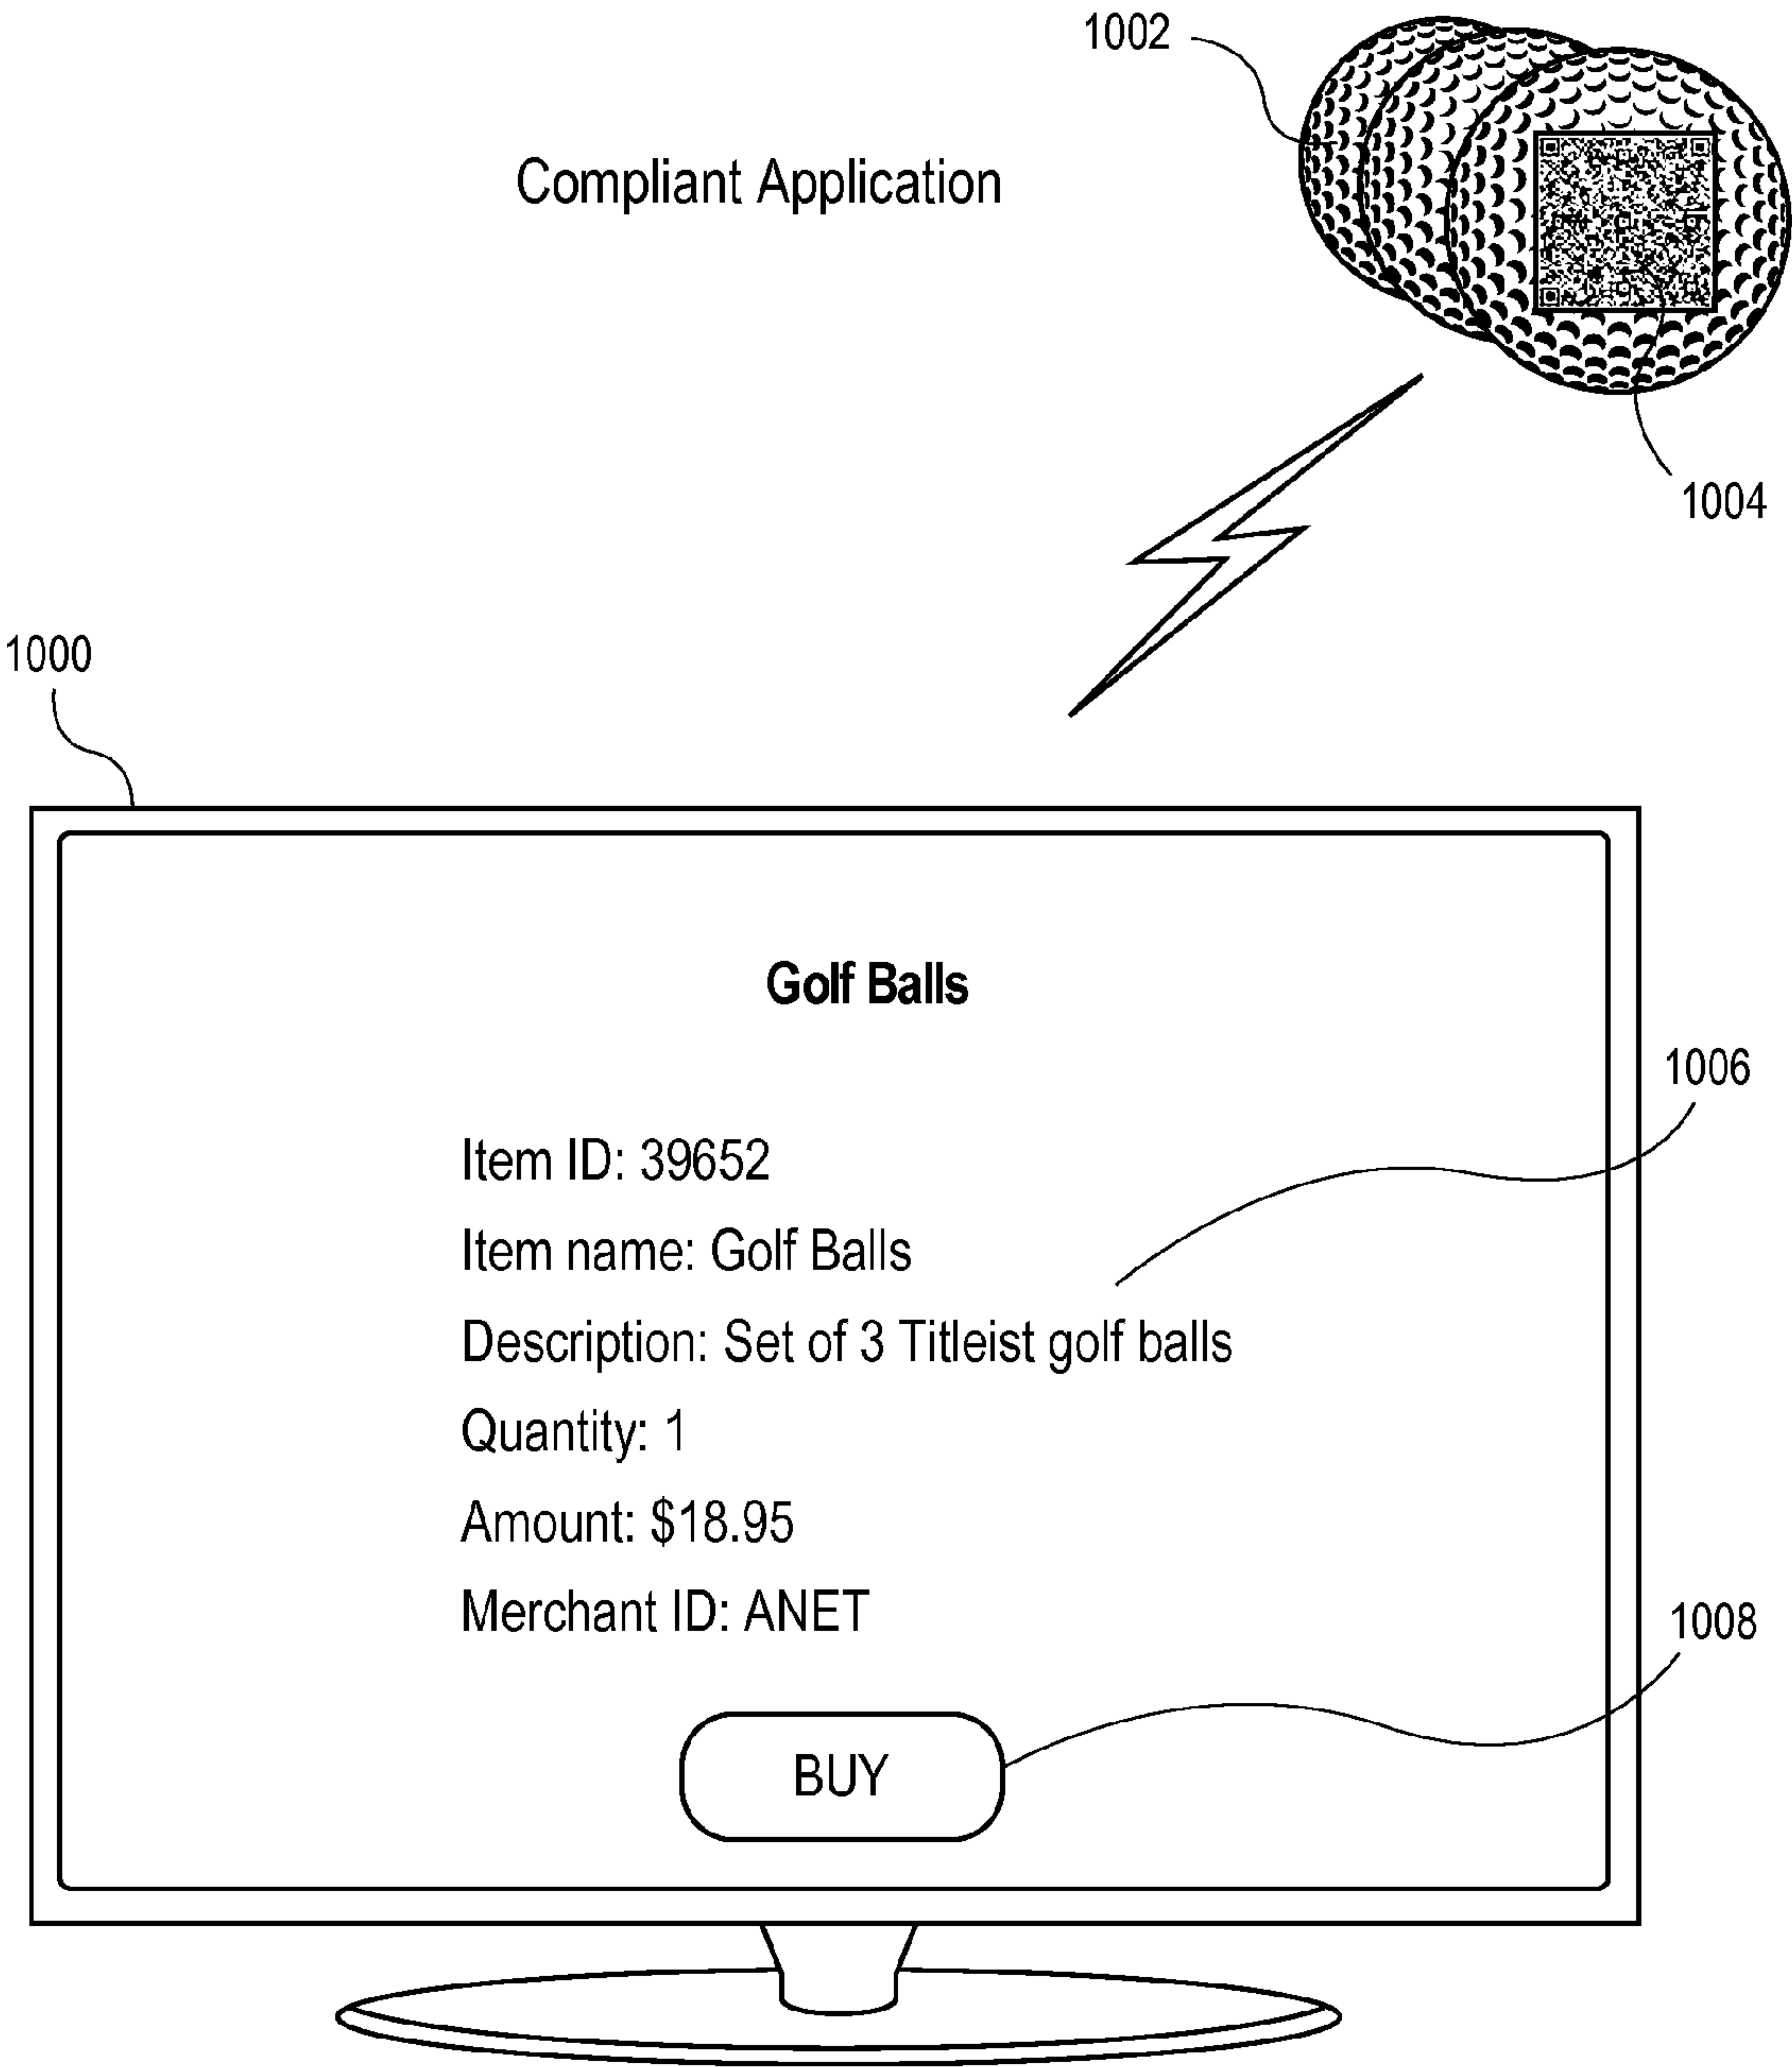 1002
Compliant Application
1004
1000
Golf Balls
1006
Item ID: 39652
Item name: Golf Balls
Description: Set of 3 Titleist golf balls
Quantity: 1
Amount: $18.95
Merchant ID: ANET
1008
BUY